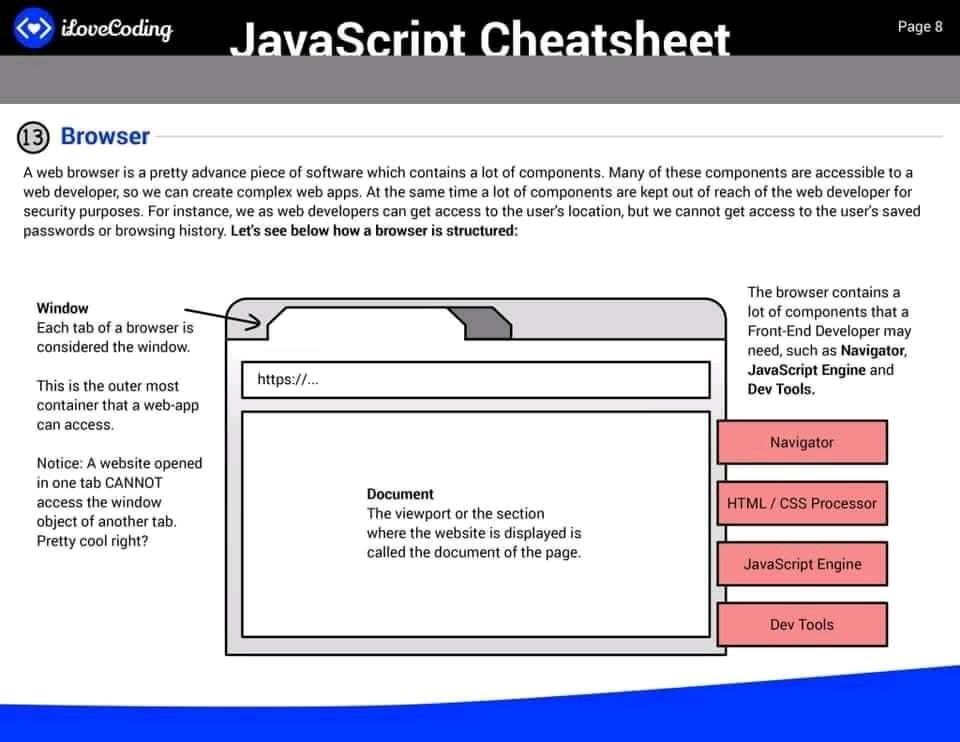 iLoveCoding
JavaScript Cheatsheet
Page 8
13 Browser
A web browser is a pretty advance piece of software which contains a lot of components. Many of these components are accessible to a
web developer, so we can create complex web apps. At the same time a lot of components are kept out of reach of the web developer for
security purposes. For instance, we as web developers can get access to the user's location, but we cannot get access to the user's saved
passwords or browsing history. Let's see below how a browser is structured:
Window
Each tab of a browser is
considered the window.
This is the outer most
container that a web-app
can access.
Notice: A website opened
in one tab CANNOT
access the window
object of another tab.
Pretty cool right?
https://...
Document
The viewport or the section
where the website is displayed is
called the document of the page.
The browser contains a
lot of components that a
Front-End Developer may
need, such as Navigator,
JavaScript Engine and
Dev Tools.
Navigator
HTML / CSS Processor
JavaScript Engine
Dev Tools